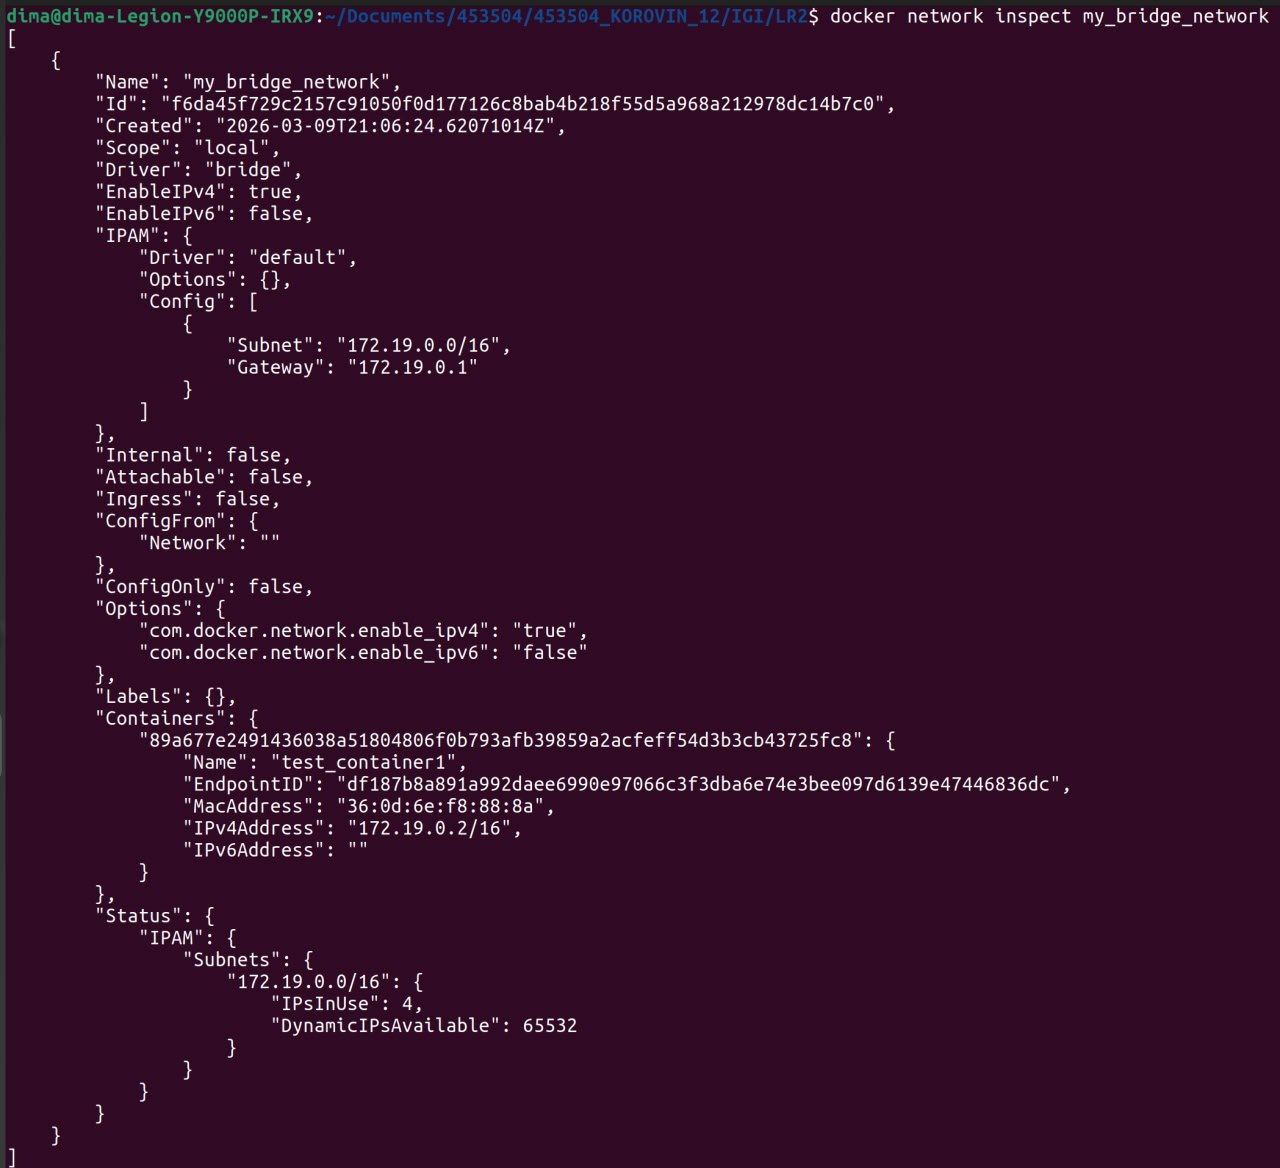 dima@dima-Legion-Y9000P-IRX9:~/Documents/453504/453504_KOROVIN_12/IGI/LR2$ docker network inspect my_bridge_network
[
    {
        "Name": "my_bridge_network",
        "Id": "f6da45f729c2157c91050f0d177126c8bab4b218f55d5a968a212978dc14b7c0",
        "Created": "2026-03-09T21:06:24.62071014Z",
        "Scope": "local",
        "Driver": "bridge",
        "EnableIPv4": true,
        "EnableIPv6": false,
        "IPAM": {
            "Driver": "default",
            "Options": {},
            "Config": [
                {
                    "Subnet": "172.19.0.0/16",
                    "Gateway": "172.19.0.1"
                }
            ]
        },
        "Internal": false,
        "Attachable": false,
        "Ingress": false,
        "ConfigFrom": {
            "Network": ""
        },
        "ConfigOnly": false,
        "Options": {
            "com.docker.network.enable_ipv4": "true",
            "com.docker.network.enable_ipv6": "false"
        },
        "Labels": {},
        "Containers": {
            "89a677e2491436038a51804806f0b793afb39859a2acfeff54d3b3cb43725fc8": {
                "Name": "test_container1",
                "EndpointID": "df187b8a891a992daee6990e97066c3f3dba6e74e3bee097d6139e47446836dc",
                "MacAddress": "36:0d:6e:f8:88:8a",
                "IPv4Address": "172.19.0.2/16",
                "IPv6Address": ""
            }
        },
        "Status": {
            "IPAM": {
                "Subnets": {
                    "172.19.0.0/16": {
                        "IPsInUse": 4,
                        "DynamicIPsAvailable": 65532
                    }
                }
            }
        }
    }
]